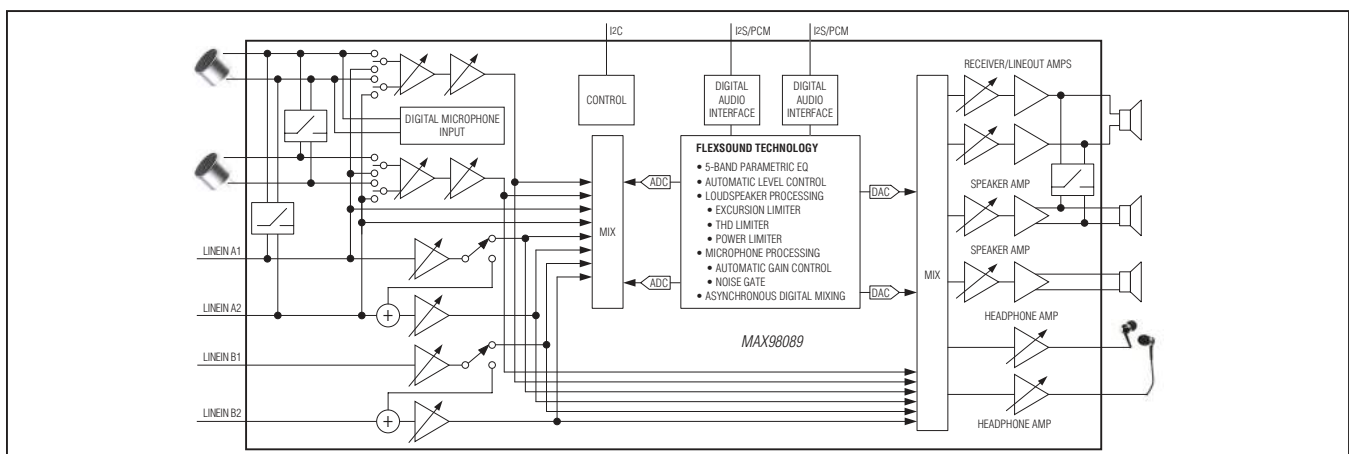 I2C
I2S/PCM
I2S/PCM
RECEIVER/LINEOUT AMPS
CONTROL
DIGITAL AUDIO INTERFACE
DIGITAL AUDIO INTERFACE
DIGITAL MICROPHONE INPUT
FLEXSOUND TECHNOLOGY
• 5-BAND PARAMETRIC EQ
• AUTOMATIC LEVEL CONTROL
• LOUDSPEAKER PROCESSING
• EXCURSION LIMITER
• THD LIMITER
• POWER LIMITER
• MICROPHONE PROCESSING
• AUTOMATIC GAIN CONTROL
• NOISE GATE
• ASYNCHRONOUS DIGITAL MIXING
ADC
ADC
DAC
DAC
MIX
MIX
SPEAKER AMP
SPEAKER AMP
HEADPHONE AMP
HEADPHONE AMP
LINEIN A1
LINEIN A2
LINEIN B1
LINEIN B2
+
+
MAX98089